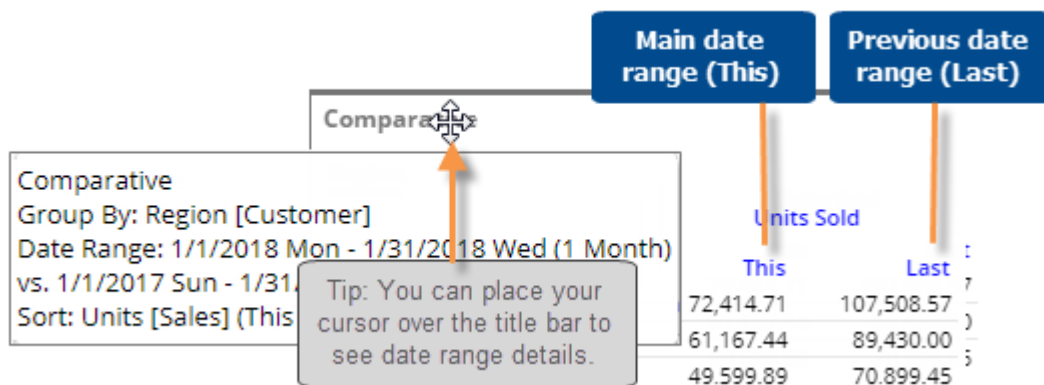 Main date
range (This)
Previous date
range (Last)
Comparative
Comparative
Group By: Region [Customer]
Date Range: 1/1/2018 Mon - 1/31/2018 Wed (1 Month)
vs. 1/1/2017 Sun - 1/31/
Sort: Units [Sales] (This
Tip: You can place your
cursor over the title bar to
see date range details.
Units Sold
This Last
72,414.71 107,508.57
61,167.44 89,430.00
49,599.89 70,899.45